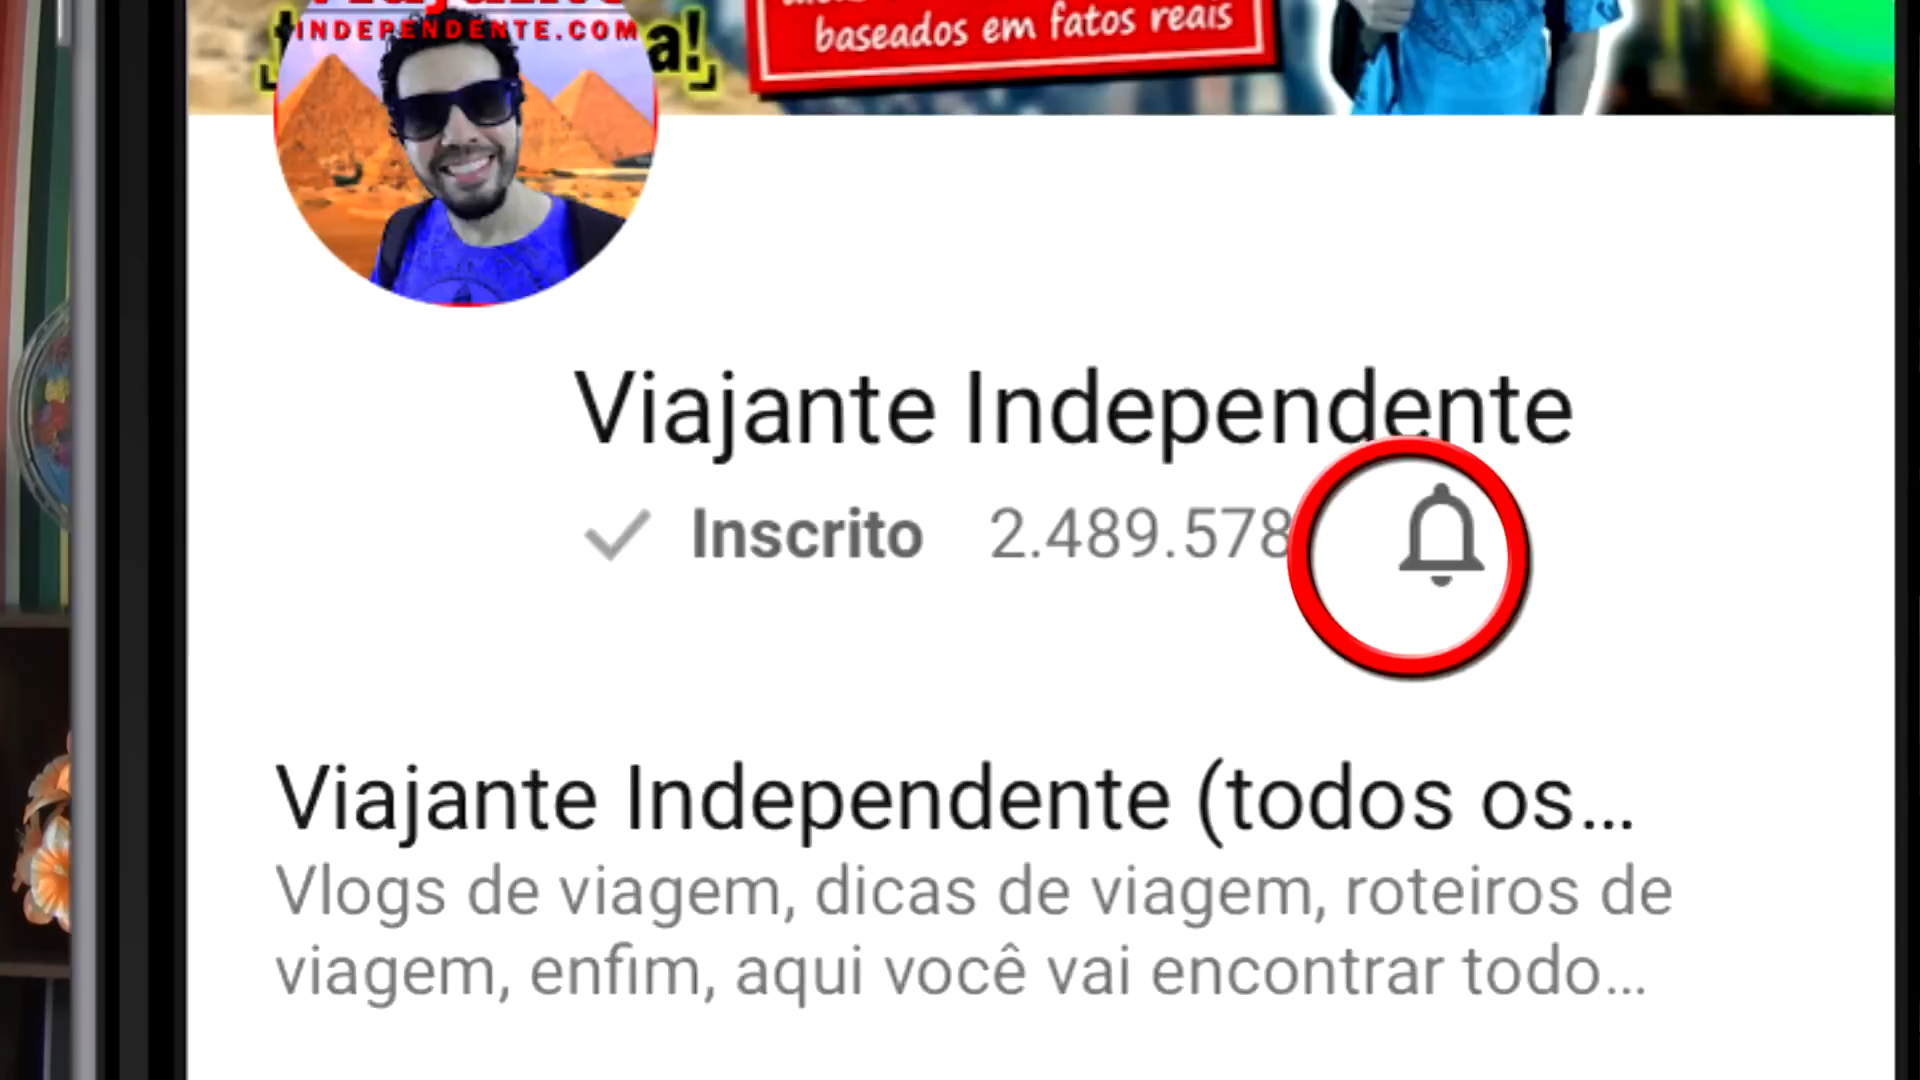 INDEPENDENTE.COM
a!
baseados em fatos reais
Viajante Independente
Inscrito 2.489.578
Viajante Independente (todos os...
Vlogs de viagem, dicas de viagem, roteiros de
viagem, enfim, aqui você vai encontrar todo...